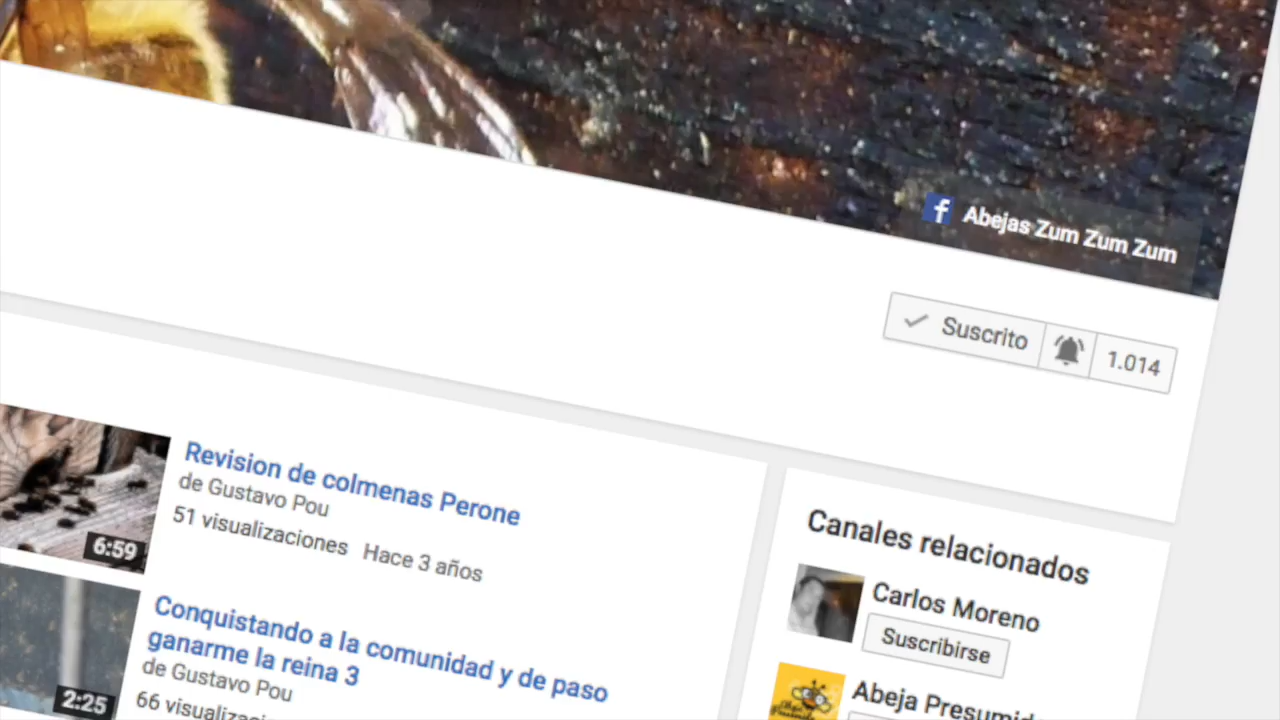 Abejas Zum Zum Zum
Suscrito
1.014
Revision de colmenas Perone
de Gustavo Pou
51 visualizaciones Hace 3 años
6:59
Conquistando a la comunidad y de paso
ganarme la reina 3
de Gustavo Pou
66
2:25
Canales relacionados
Carlos Moreno
Suscribirse
Abeja